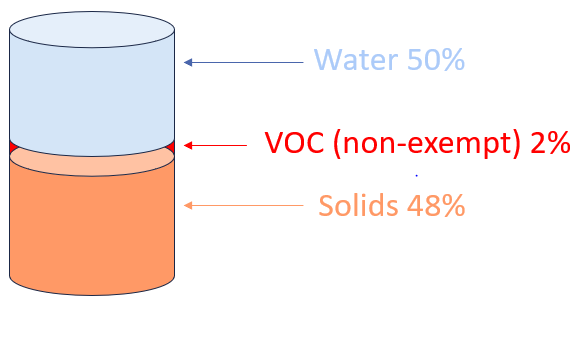 Water 50%
VOC (non-exempt) 2%
Solids 48%